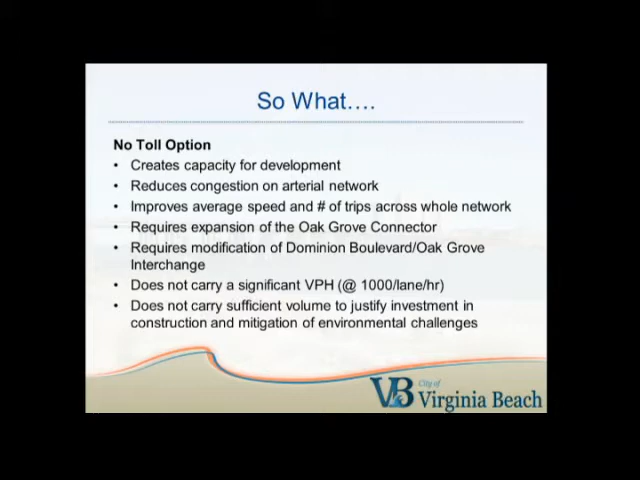 So What....
No Toll Option
• Creates capacity for development
• Reduces congestion on arterial network
• Improves average speed and # of trips across whole network
• Requires expansion of the Oak Grove Connector
• Requires modification of Dominion Boulevard/Oak Grove
Interchange
• Does not carry a significant VPH (@ 1000/lane/hr)
• Does not carry sufficient volume to justify investment in
construction and mitigation of environmental challenges
VB City of
Virginia Beach